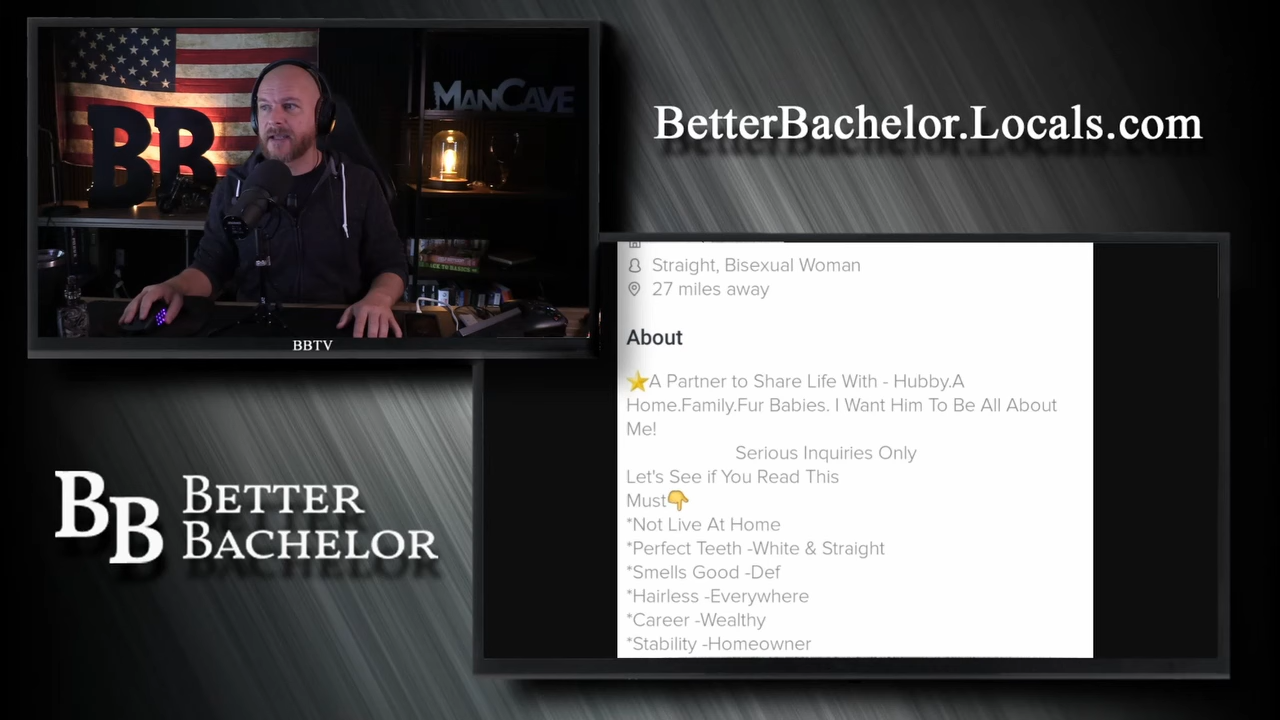 BB
MANCAVE
BACK TO BASICS
BBTV
BetterBachelor.Locals.com
Straight, Bisexual Woman
27 miles away
About
⭐A Partner to Share Life With - Hubby.A
Home.Family.Fur Babies. I Want Him To Be All About
Me!
Serious Inquiries Only
Let's See if You Read This
Must👇
*Not Live At Home
*Perfect Teeth -White & Straight
*Smells Good -Def
*Hairless -Everywhere
*Career -Wealthy
*Stability -Homeowner
BB
BETTER
BACHELOR